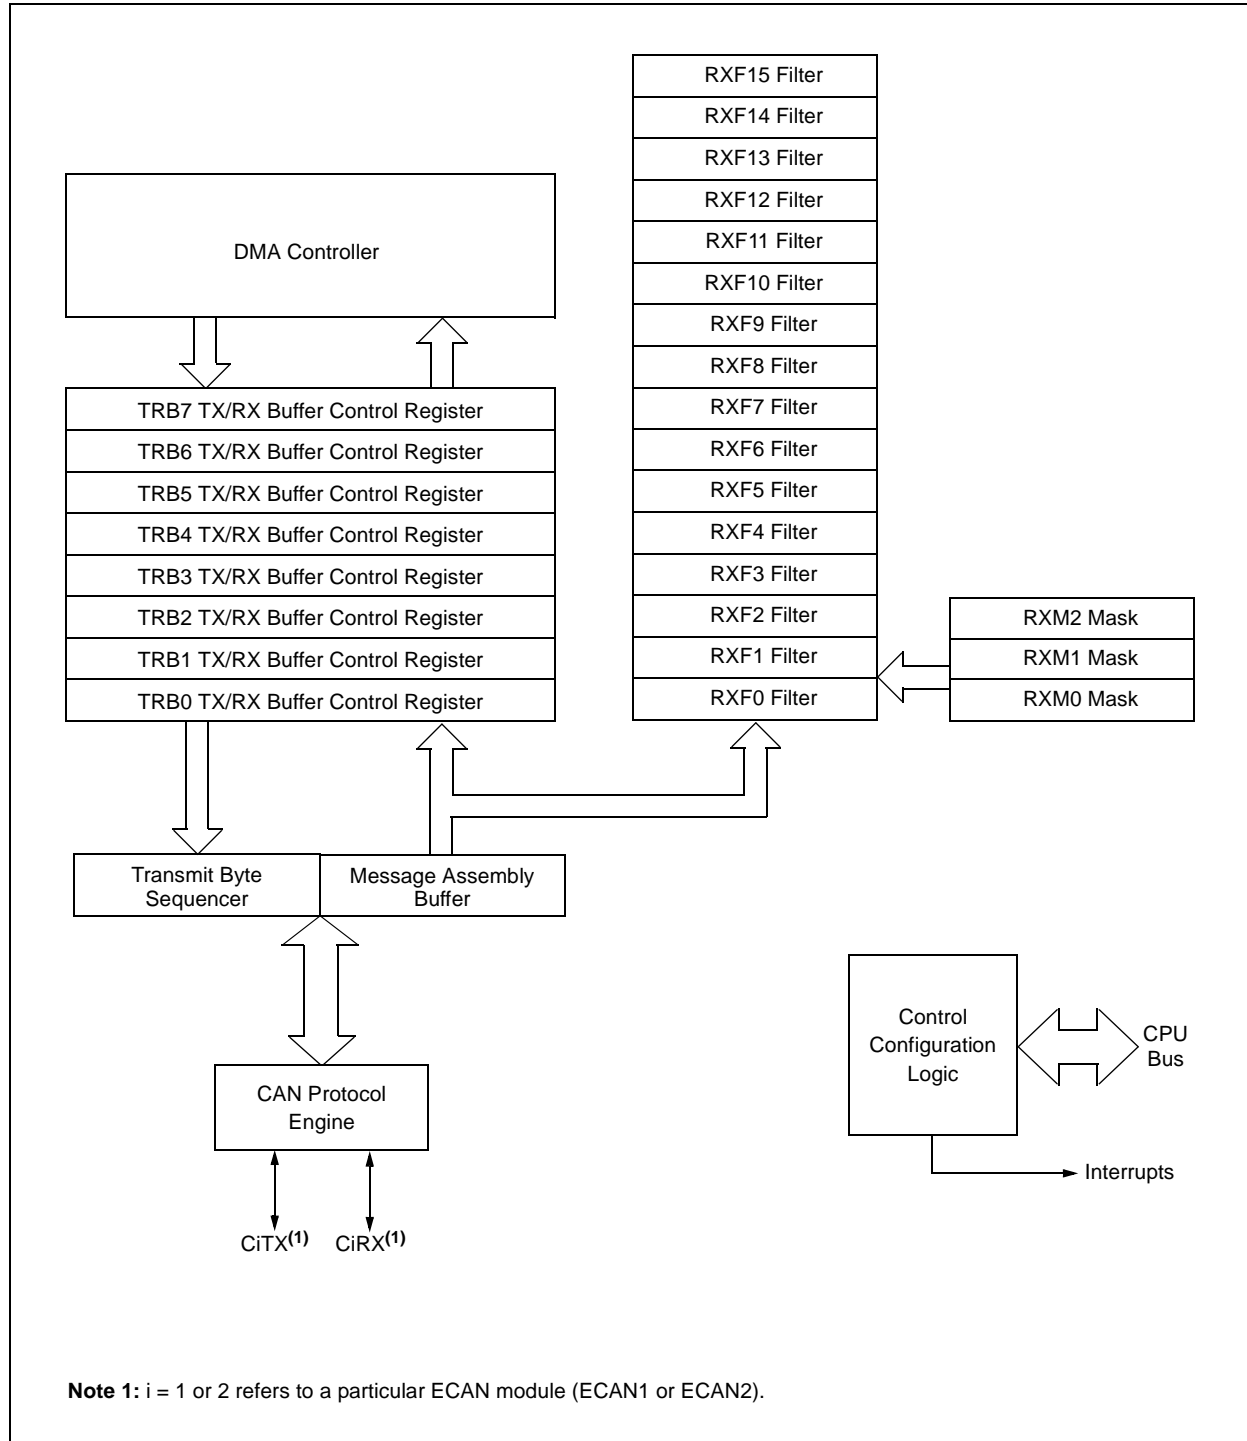 DMA Controller
TRB7 TX/RX Buffer Control Register
TRB6 TX/RX Buffer Control Register
TRB5 TX/RX Buffer Control Register
TRB4 TX/RX Buffer Control Register
TRB3 TX/RX Buffer Control Register
TRB2 TX/RX Buffer Control Register
TRB1 TX/RX Buffer Control Register
TRB0 TX/RX Buffer Control Register
RXF15 Filter
RXF14 Filter
RXF13 Filter
RXF12 Filter
RXF11 Filter
RXF10 Filter
RXF9 Filter
RXF8 Filter
RXF7 Filter
RXF6 Filter
RXF5 Filter
RXF4 Filter
RXF3 Filter
RXF2 Filter
RXF1 Filter
RXF0 Filter
RXM2 Mask
RXM1 Mask
RXM0 Mask
Transmit Byte
Sequencer
Message Assembly
Buffer
CAN Protocol
Engine
CiTX(1)
CiRX(1)
Control
Configuration
Logic
CPU
Bus
Interrupts
Note 1: i = 1 or 2 refers to a particular ECAN module (ECAN1 or ECAN2).